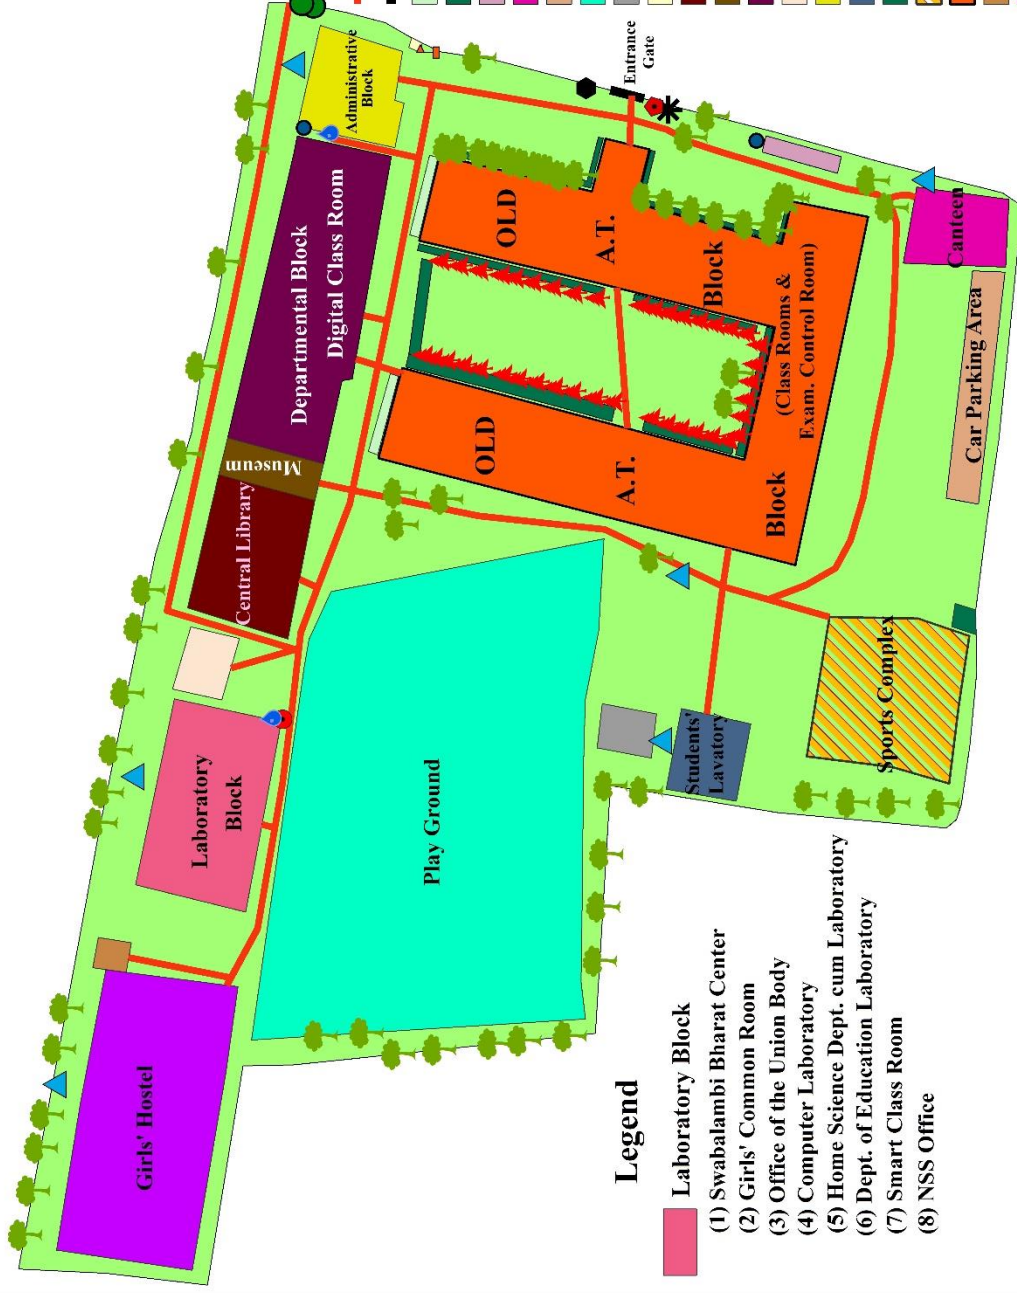 Administrative
Block
Entrance
Gate
Departmental Block
Digital Class Room
Museum
Central Library
OLD
A.T.
Block
OLD
A.T.
Block
(Class Rooms &
Exam. Control Room)
Canteen
Car Parking Area
Laboratory
Block
Play Ground
Students'
Lavatory
Sports Complex
Girls' Hostel
Legend
Laboratory Block
(1) Swabalambi Bharat Center
(2) Girls' Common Room
(3) Office of the Union Body
(4) Computer Laboratory
(5) Home Science Dept. cum Laboratory
(6) Dept. of Education Laboratory
(7) Smart Class Room
(8) NSS Office